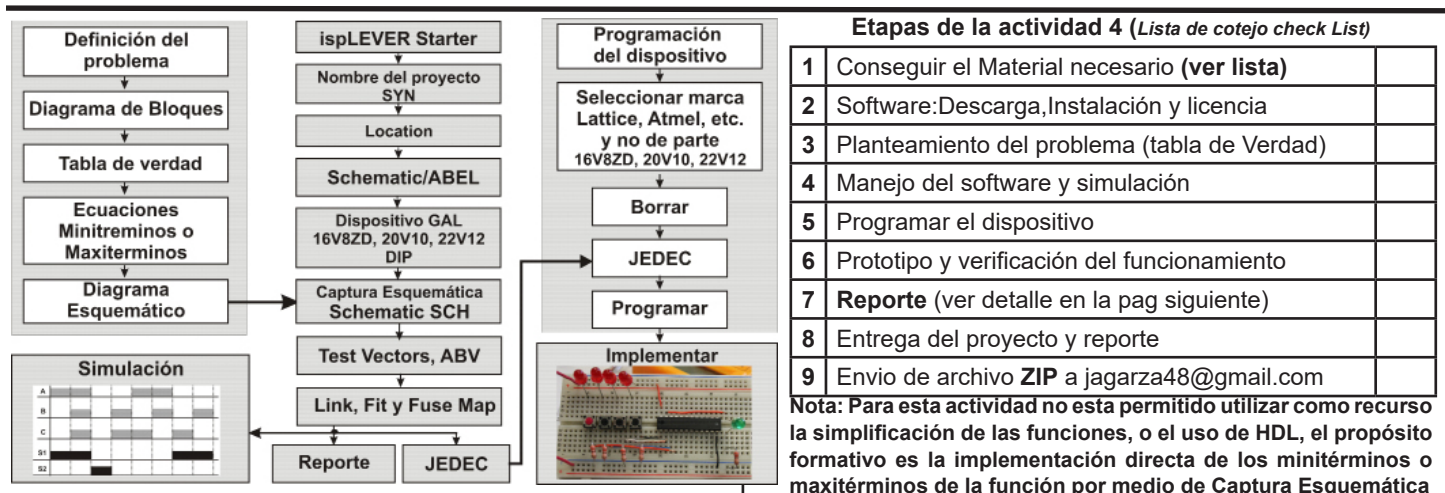 Definición del
problema
Diagrama de Bloques
Tabla de verdad
Ecuaciones
Minitreminos o
Maxiterminos
Diagrama
Esquemático
Simulación
A
B
C
S1
S2
ispLEVER Starter
Nombre del proyecto
SYN
Location
Schematic/ABEL
Dispositivo GAL
16V8ZD, 20V10, 22V12
DIP
Captura Esquemática
Schematic SCH
Test Vectors, ABV
Link, Fit y Fuse Map
Reporte
JEDEC
Programación
del dispositivo
Seleccionar marca
Lattice, Atmel, etc.
y no de parte
16V8ZD, 20V10, 22V12
Borrar
JEDEC
Programar
Implementar
Etapas de la actividad 4 (Lista de cotejo check List)
1 Conseguir el Material necesario (ver lista)
2 Software:Descarga,Instalación y licencia
3 Planteamiento del problema (tabla de Verdad)
4 Manejo del software y simulación
5 Programar el dispositivo
6 Prototipo y verificación del funcionamiento
7 Reporte (ver detalle en la pag siguiente)
8 Entrega del proyecto y reporte
9 Envio de archivo ZIP a jagarza48@gmail.com
Nota: Para esta actividad no esta permitido utilizar como recurso
la simplificación de las funciones, o el uso de HDL, el propósito
formativo es la implementación directa de los minitérminos o
maxitérminos de la función por medio de Captura Esquemática